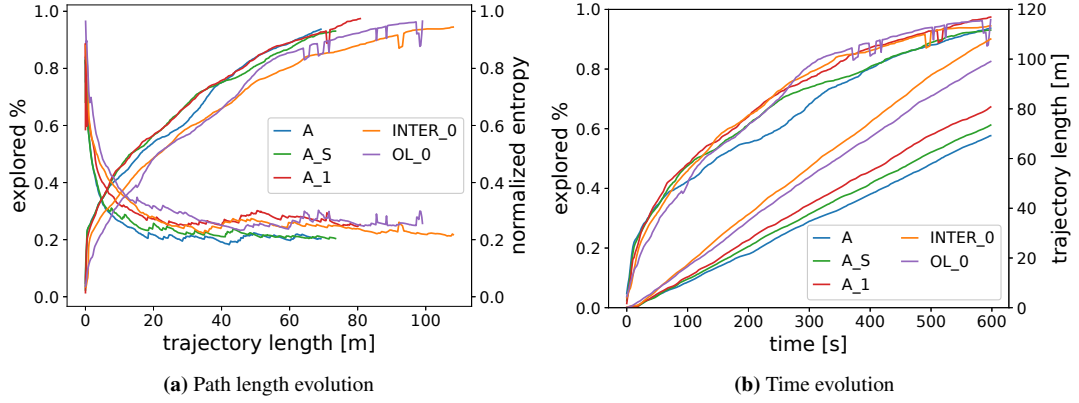 1.0
0.8
0.6
0.4
0.2
0.0
explored %
1.0
0.8
0.6
0.4
0.2
0.0
normalized entropy
A
A_S
A_1
INTER_0
OL_0
0 20 40 60 80 100
trajectory length [m]
(a) Path length evolution
1.0
0.8
0.6
0.4
0.2
0.0
explored %
120
100
80
60
40
20
0
trajectory length [m]
A
A_S
A_1
INTER_0
OL_0
0 100 200 300 400 500 600
time [s]
(b) Time evolution